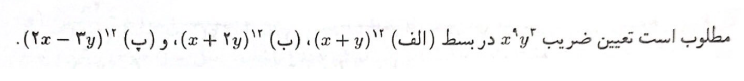 مطلوب است تعیین ضریب x^۹y^۳ در بسط (الف) (x + y)^۱۲، (ب) (x + ۲y)^۱۲، و (پ) (۲x − ۳y)^۱۲.